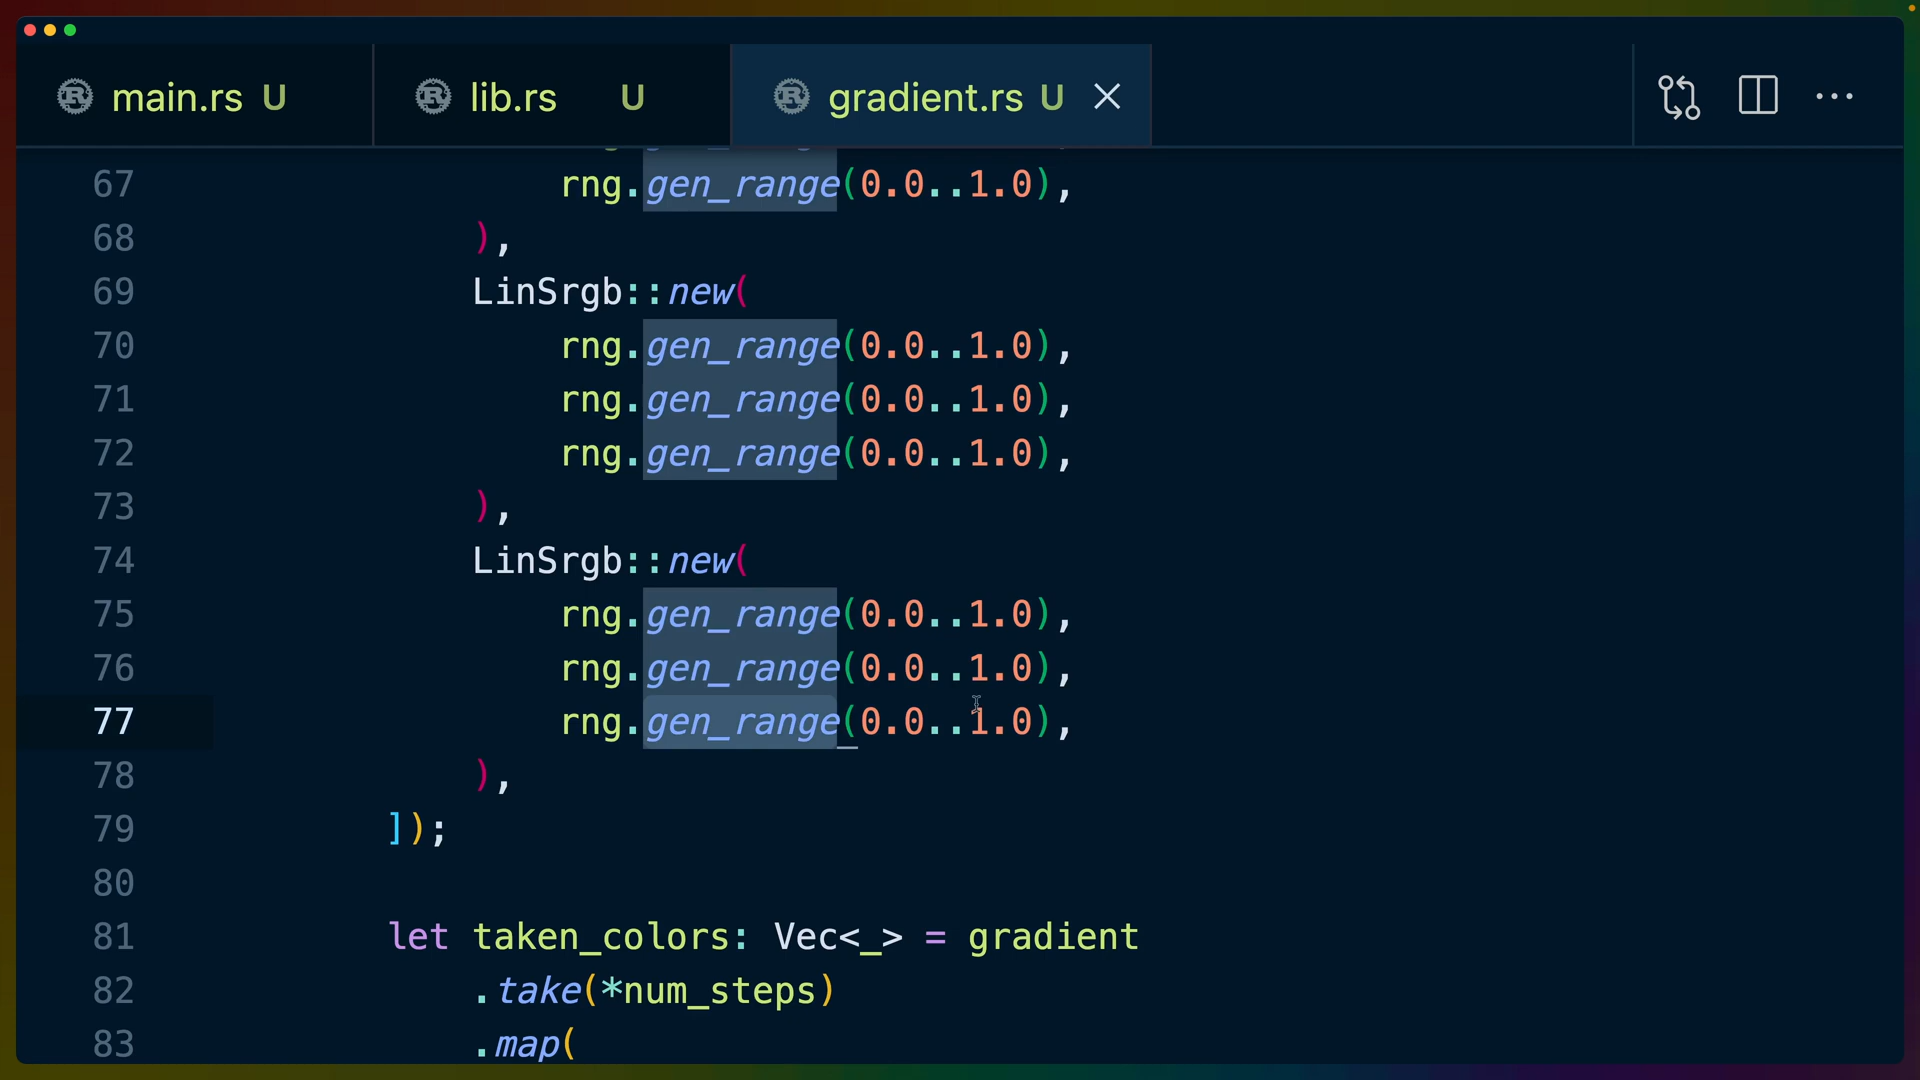 main.rs U
lib.rs U
gradient.rs U
67 rng.gen_range(0.0..1.0),
68 ),
69 LinSrgb::new(
70 rng.gen_range(0.0..1.0),
71 rng.gen_range(0.0..1.0),
72 rng.gen_range(0.0..1.0),
73 ),
74 LinSrgb::new(
75 rng.gen_range(0.0..1.0),
76 rng.gen_range(0.0..1.0),
77 rng.gen_range(0.0..1.0),
78 ),
79 ]);
80
81 let taken_colors: Vec<_> = gradient
82 .take(*num_steps)
83 .map(